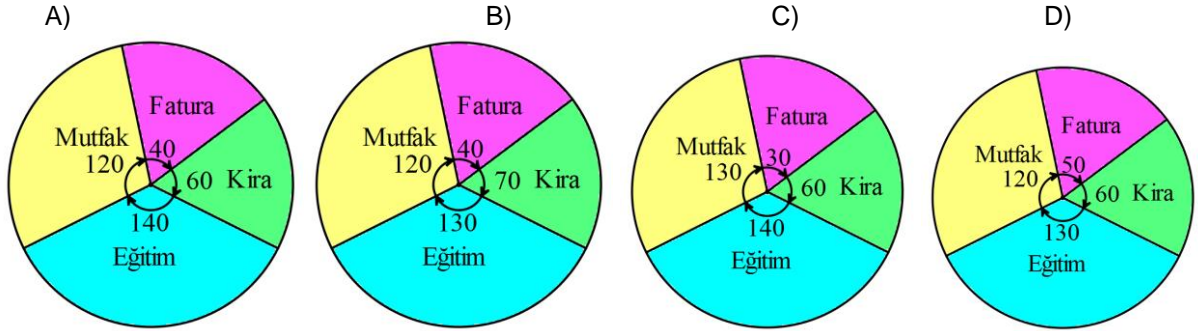 A) B) C) D)
Fatura
Mutfak 40
120 60 Kira
140
Eğitim
Fatura
Mutfak 40
120 70 Kira
130
Eğitim
Fatura
Mutfak 30
130 60 Kira
140
Eğitim
Fatura
Mutfak 50
120 60 Kira
130
Eğitim